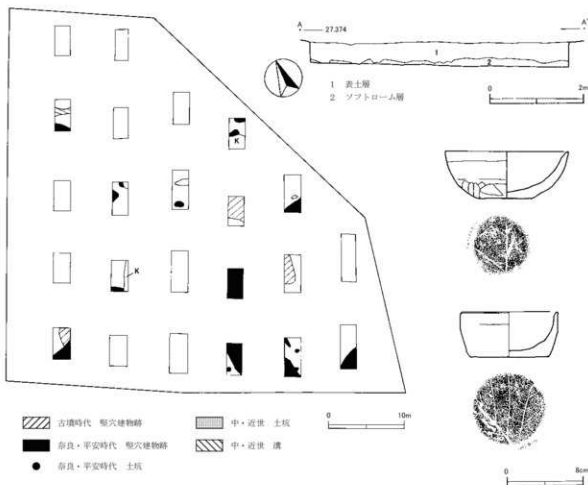 A 27.374 A'
1
2
1 表土層
2 ソフトローム層
0 2m
K
K
古墳時代 竪穴建物跡
奈良・平安時代 竪穴建物跡
奈良・平安時代 土坑
中・近世 土坑
中・近世 溝
0 10m
0 8cm